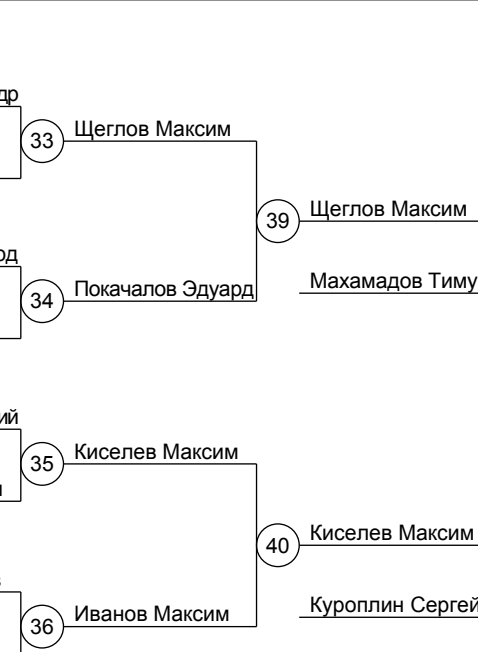 33
Щеглов Максим
39
Щеглов Максим
34
Покачалов Эдуард
35
Киселев Максим
40
Киселев Максим
Куроплин Сергей
36
Иванов Максим